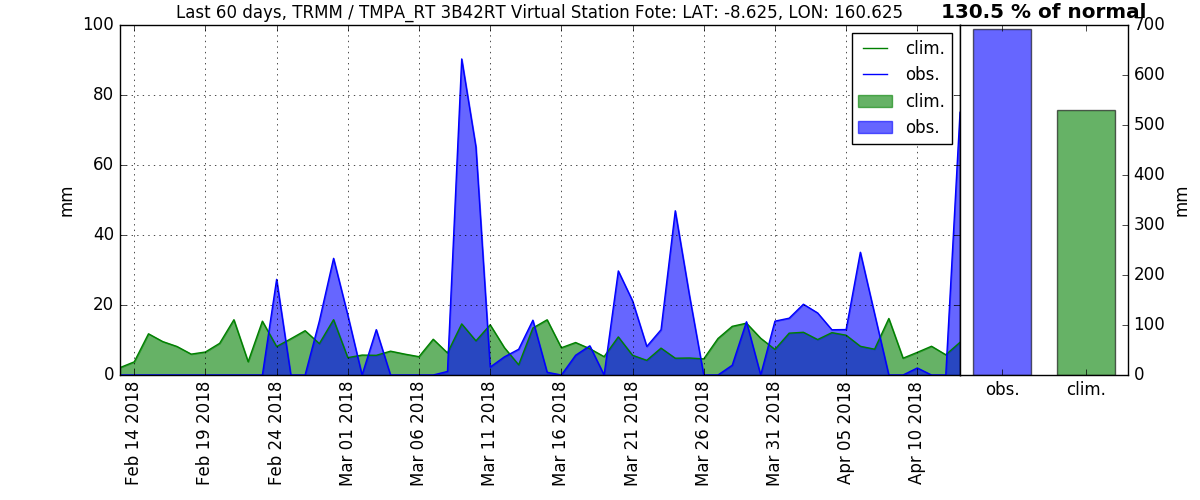 Last 60 days, TRMM / TMPA_RT 3B42RT Virtual Station Fote: LAT: -8.625, LON: 160.625
130.5 % of normal
100
80
60
40
20
0
mm
clim.
obs.
clim.
obs.
700
600
500
400
300
200
100
0
mm
obs.
clim.
Feb 14 2018
Feb 19 2018
Feb 24 2018
Mar 01 2018
Mar 06 2018
Mar 11 2018
Mar 16 2018
Mar 21 2018
Mar 26 2018
Mar 31 2018
Apr 05 2018
Apr 10 2018